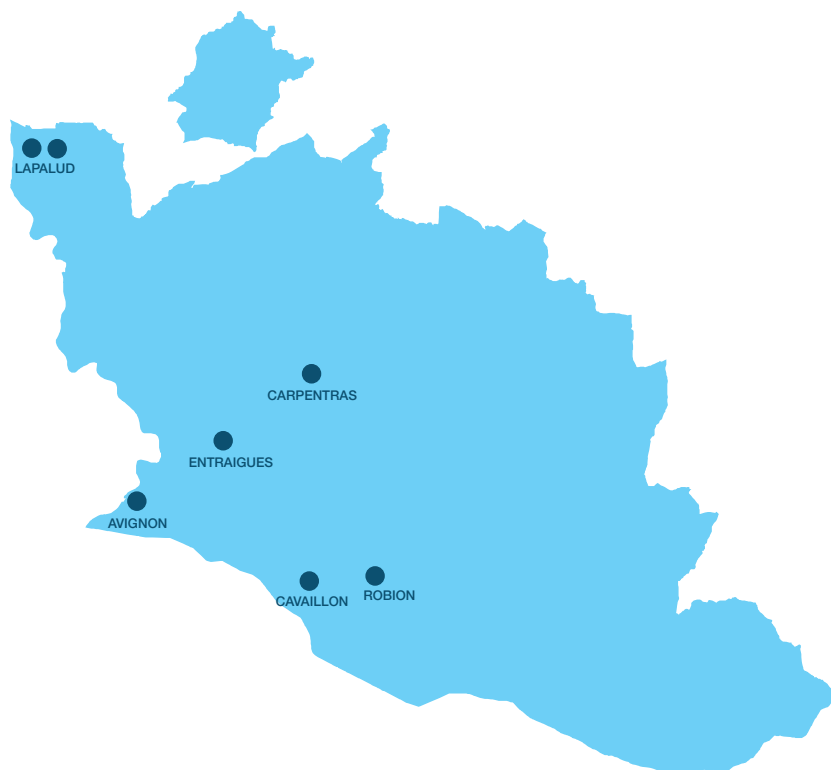 LAPALUD
CARPENTRAS
ENTRAIGUES
AVIGNON
CAVAILLON
ROBION